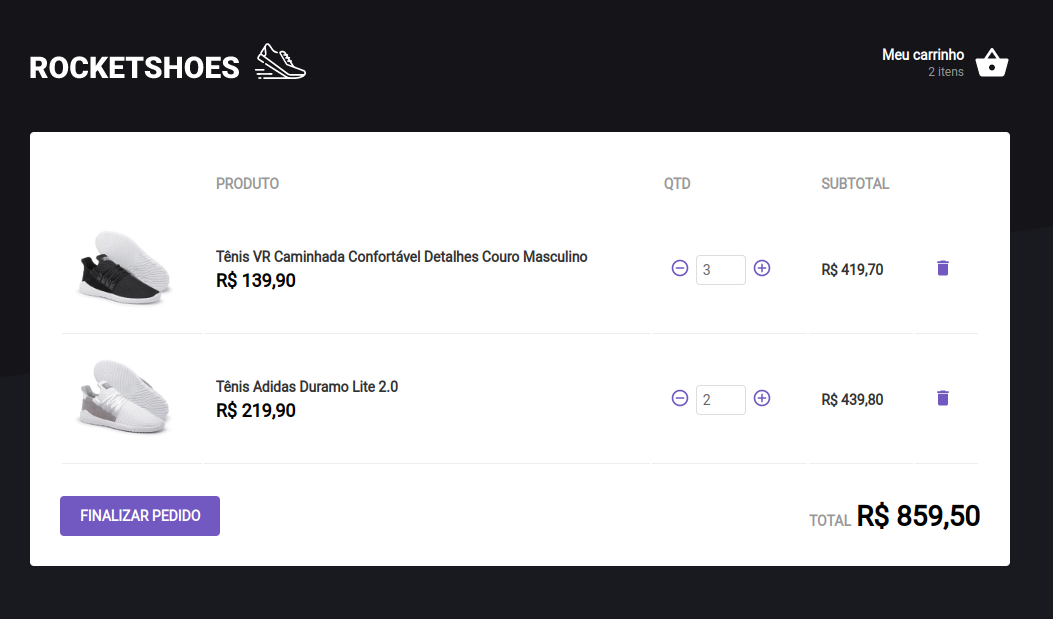 ROCKETSHOES
Meu carrinho
2 itens
PRODUTO QTD SUBTOTAL
Tênis VR Caminhada Confortável Detalhes Couro Masculino
R$ 139,90
3
R$ 419,70
Tênis Adidas Duramo Lite 2.0
R$ 219,90
2
R$ 439,80
FINALIZAR PEDIDO
TOTAL R$ 859,50